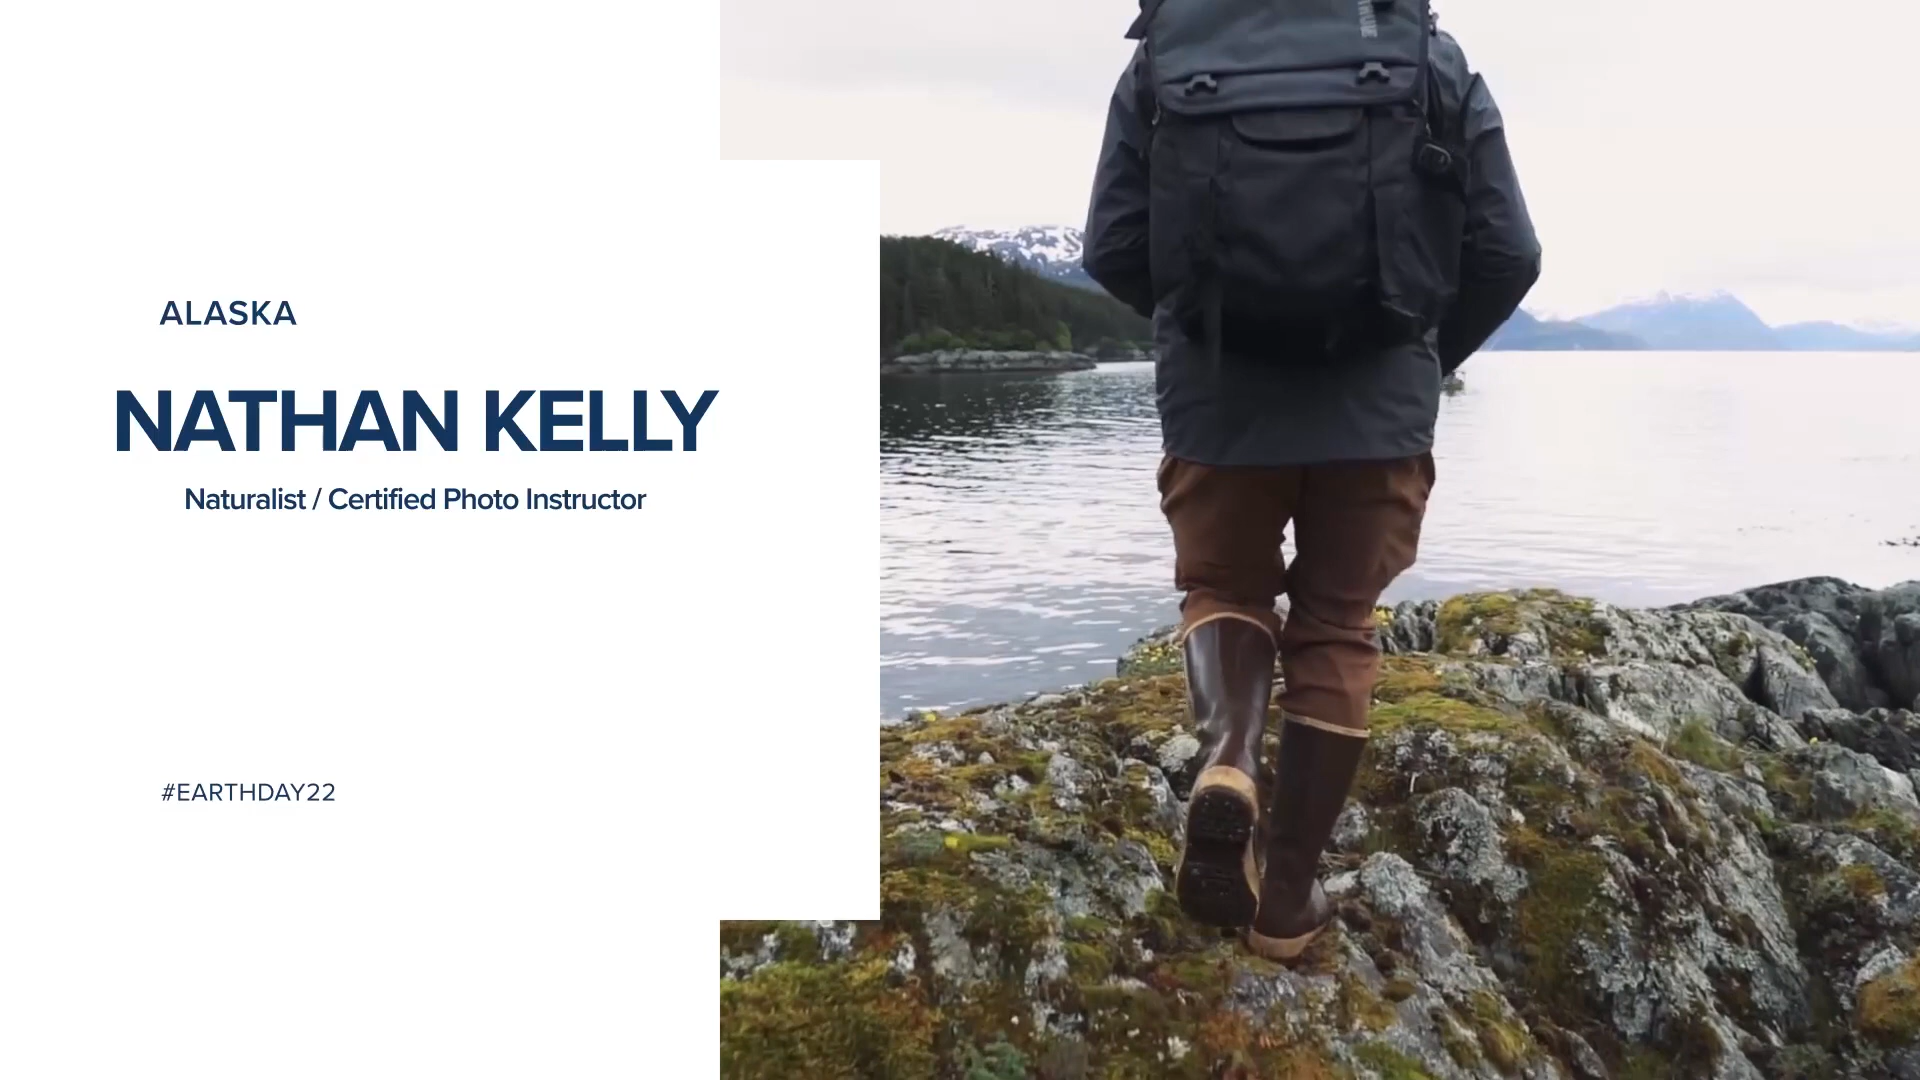 ALASKA
NATHAN KELLY
Naturalist / Certified Photo Instructor
#EARTHDAY22